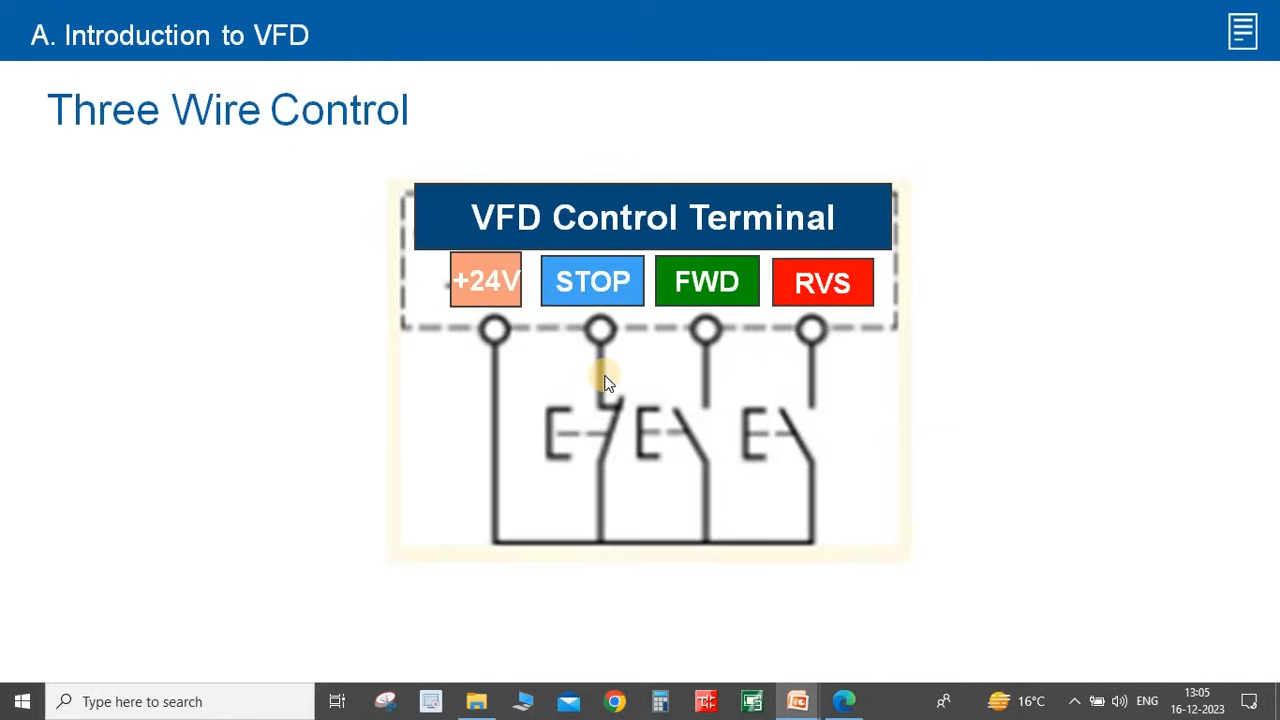 A. Introduction to VFD
Three Wire Control
VFD Control Terminal
+24V STOP FWD RVS
Type here to search
16°C
ENG
13:05
16-12-2023